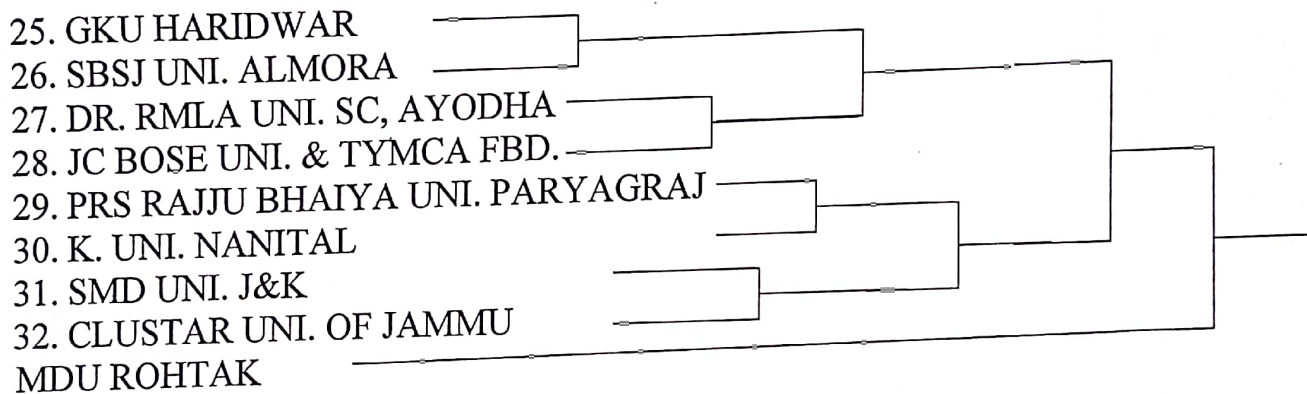 25. GKU HARIDWAR
26. SBSJ UNI. ALMORA
27. DR. RMLA UNI. SC, AYODHA
28. JC BOSE UNI. & TYMCA FBD.
29. PRS RAJJU BHAIYA UNI. PARYAGRAJ
30. K. UNI. NANITAL
31. SMD UNI. J&K
32. CLUSTAR UNI. OF JAMMU
MDU ROHTAK